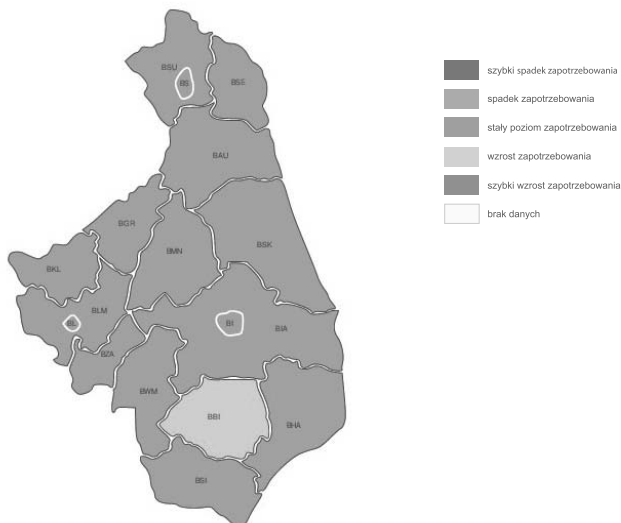 BSU
BS
BSE
BAU
BGR
BMN
BSK
BKL
BLM
BL
BI
BIA
BZA
BWM
BBI
BHA
BSI
szybki spadek zapotrzebowania
spadek zapotrzebowania
stały poziom zapotrzebowania
wzrost zapotrzebowania
szybki wzrost zapotrzebowania
brak danych